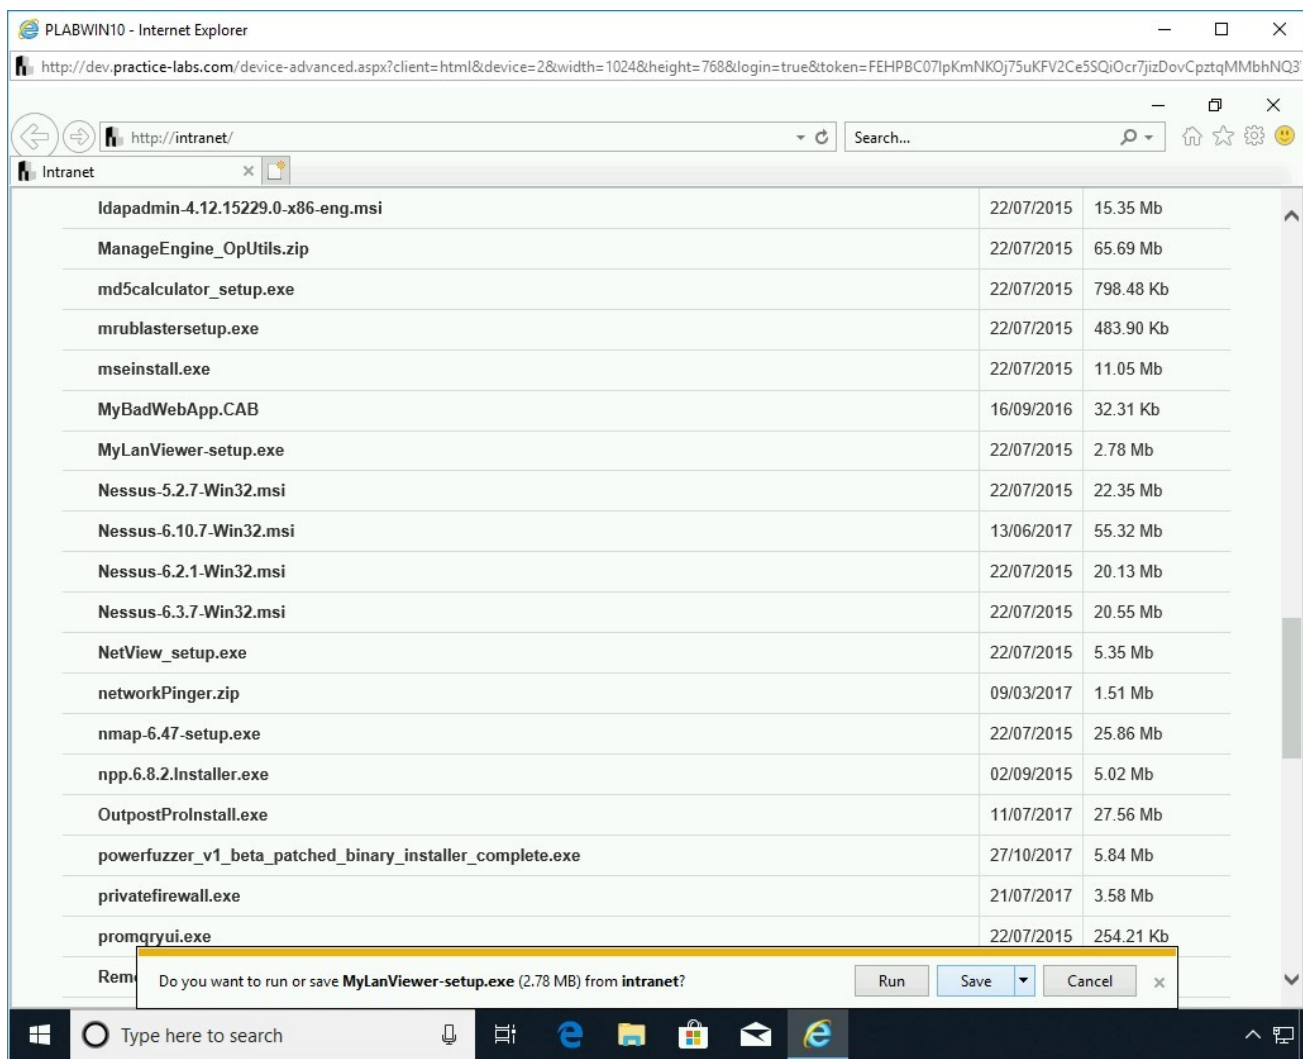 PLABWIN10 - Internet Explorer
http://dev.practice-labs.com/device-advanced.aspx?client=html&device=2&width=1024&height=768&login=true&token=FEHPBC07IpKmNKOj75uKFV2Ce5SQiOcr7jizDovCpztqMMbhNQ3
http://intranet/ Search...
Intranet
ldapadmin-4.12.15229.0-x86-eng.msi 22/07/2015 15.35 Mb
ManageEngine_OpUtils.zip 22/07/2015 65.69 Mb
md5calculator_setup.exe 22/07/2015 798.48 Kb
mrublastersetup.exe 22/07/2015 483.90 Kb
mseinstall.exe 22/07/2015 11.05 Mb
MyBadWebApp.CAB 16/09/2016 32.31 Kb
MyLanViewer-setup.exe 22/07/2015 2.78 Mb
Nessus-5.2.7-Win32.msi 22/07/2015 22.35 Mb
Nessus-6.10.7-Win32.msi 13/06/2017 55.32 Mb
Nessus-6.2.1-Win32.msi 22/07/2015 20.13 Mb
Nessus-6.3.7-Win32.msi 22/07/2015 20.55 Mb
NetView_setup.exe 22/07/2015 5.35 Mb
networkPinger.zip 09/03/2017 1.51 Mb
nmap-6.47-setup.exe 22/07/2015 25.86 Mb
npp.6.8.2.Installer.exe 02/09/2015 5.02 Mb
OutpostProInstall.exe 11/07/2017 27.56 Mb
powerfuzzer_v1_beta_patched_binary_installer_complete.exe 27/10/2017 5.84 Mb
privatefirewall.exe 21/07/2017 3.58 Mb
promqryui.exe 22/07/2015 254.21 Kb
Rem
Do you want to run or save MyLanViewer-setup.exe (2.78 MB) from intranet? Run Save Cancel
Type here to search